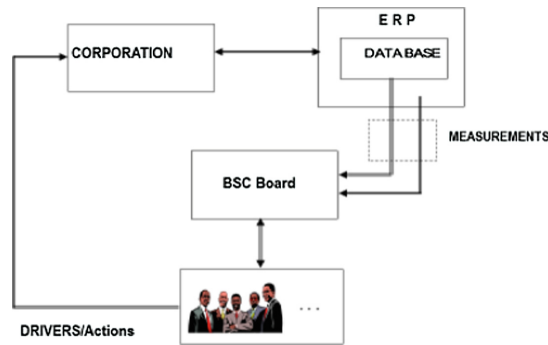 E R P
DATA BASE
CORPORATION
MEASUREMENTS
BSC Board
...
DRIVERS/Actions